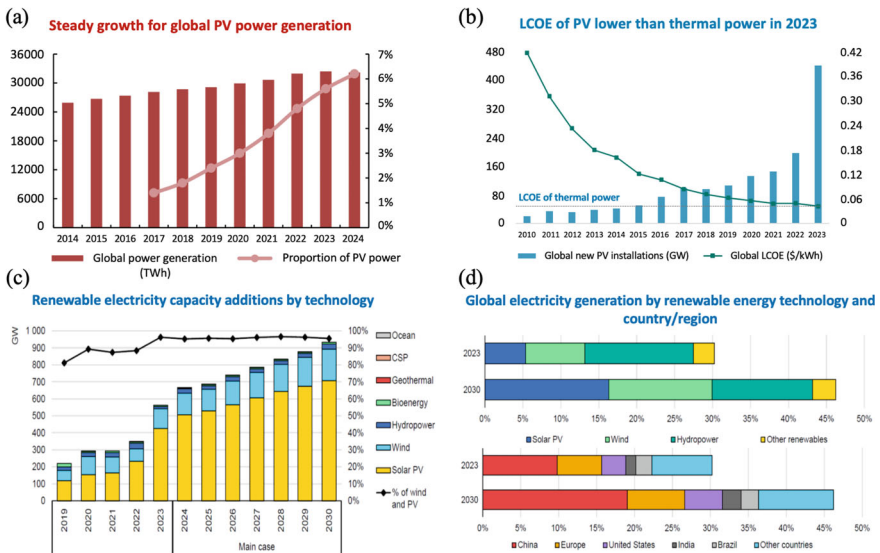 (a)
Steady growth for global PV power generation
36000
30000
24000
18000
12000
6000
0
7%
6%
5%
4%
3%
2%
1%
0%
2014 2015 2016 2017 2018 2019 2020 2021 2022 2023 2024
Global power generation
(TWh)
Proportion of PV power
(b)
LCOE of PV lower than thermal power in 2023
480
400
360
240
160
80
0
0.42
0.36
0.30
0.24
0.18
0.12
0.06
0
LCOE of thermal power
2010 2011 2012 2013 2014 2015 2016 2017 2018 2019 2020 2021 2022 2023
Global new PV installations (GW)
Global LCOE ($/kWh)
(c)
Renewable electricity capacity additions by technology
GW
1 000
900
800
700
600
500
400
300
200
100
0
100%
90%
80%
70%
60%
50%
40%
30%
20%
10%
0%
2019 2020 2021 2022 2023 2024 2025 2026 2027 2028 2029 2030
Main case
Ocean
CSP
Geothermal
Bioenergy
Hydropower
Wind
Solar PV
% of wind
and PV
(d)
Global electricity generation by renewable energy technology and
country/region
2023
2030
0% 5% 10% 15% 20% 25% 30% 35% 40% 45% 50%
Solar PV Wind Hydropower Other renewables
2023
2030
0% 5% 10% 15% 20% 25% 30% 35% 40% 45% 50%
China Europe United States India Brazil Other countries